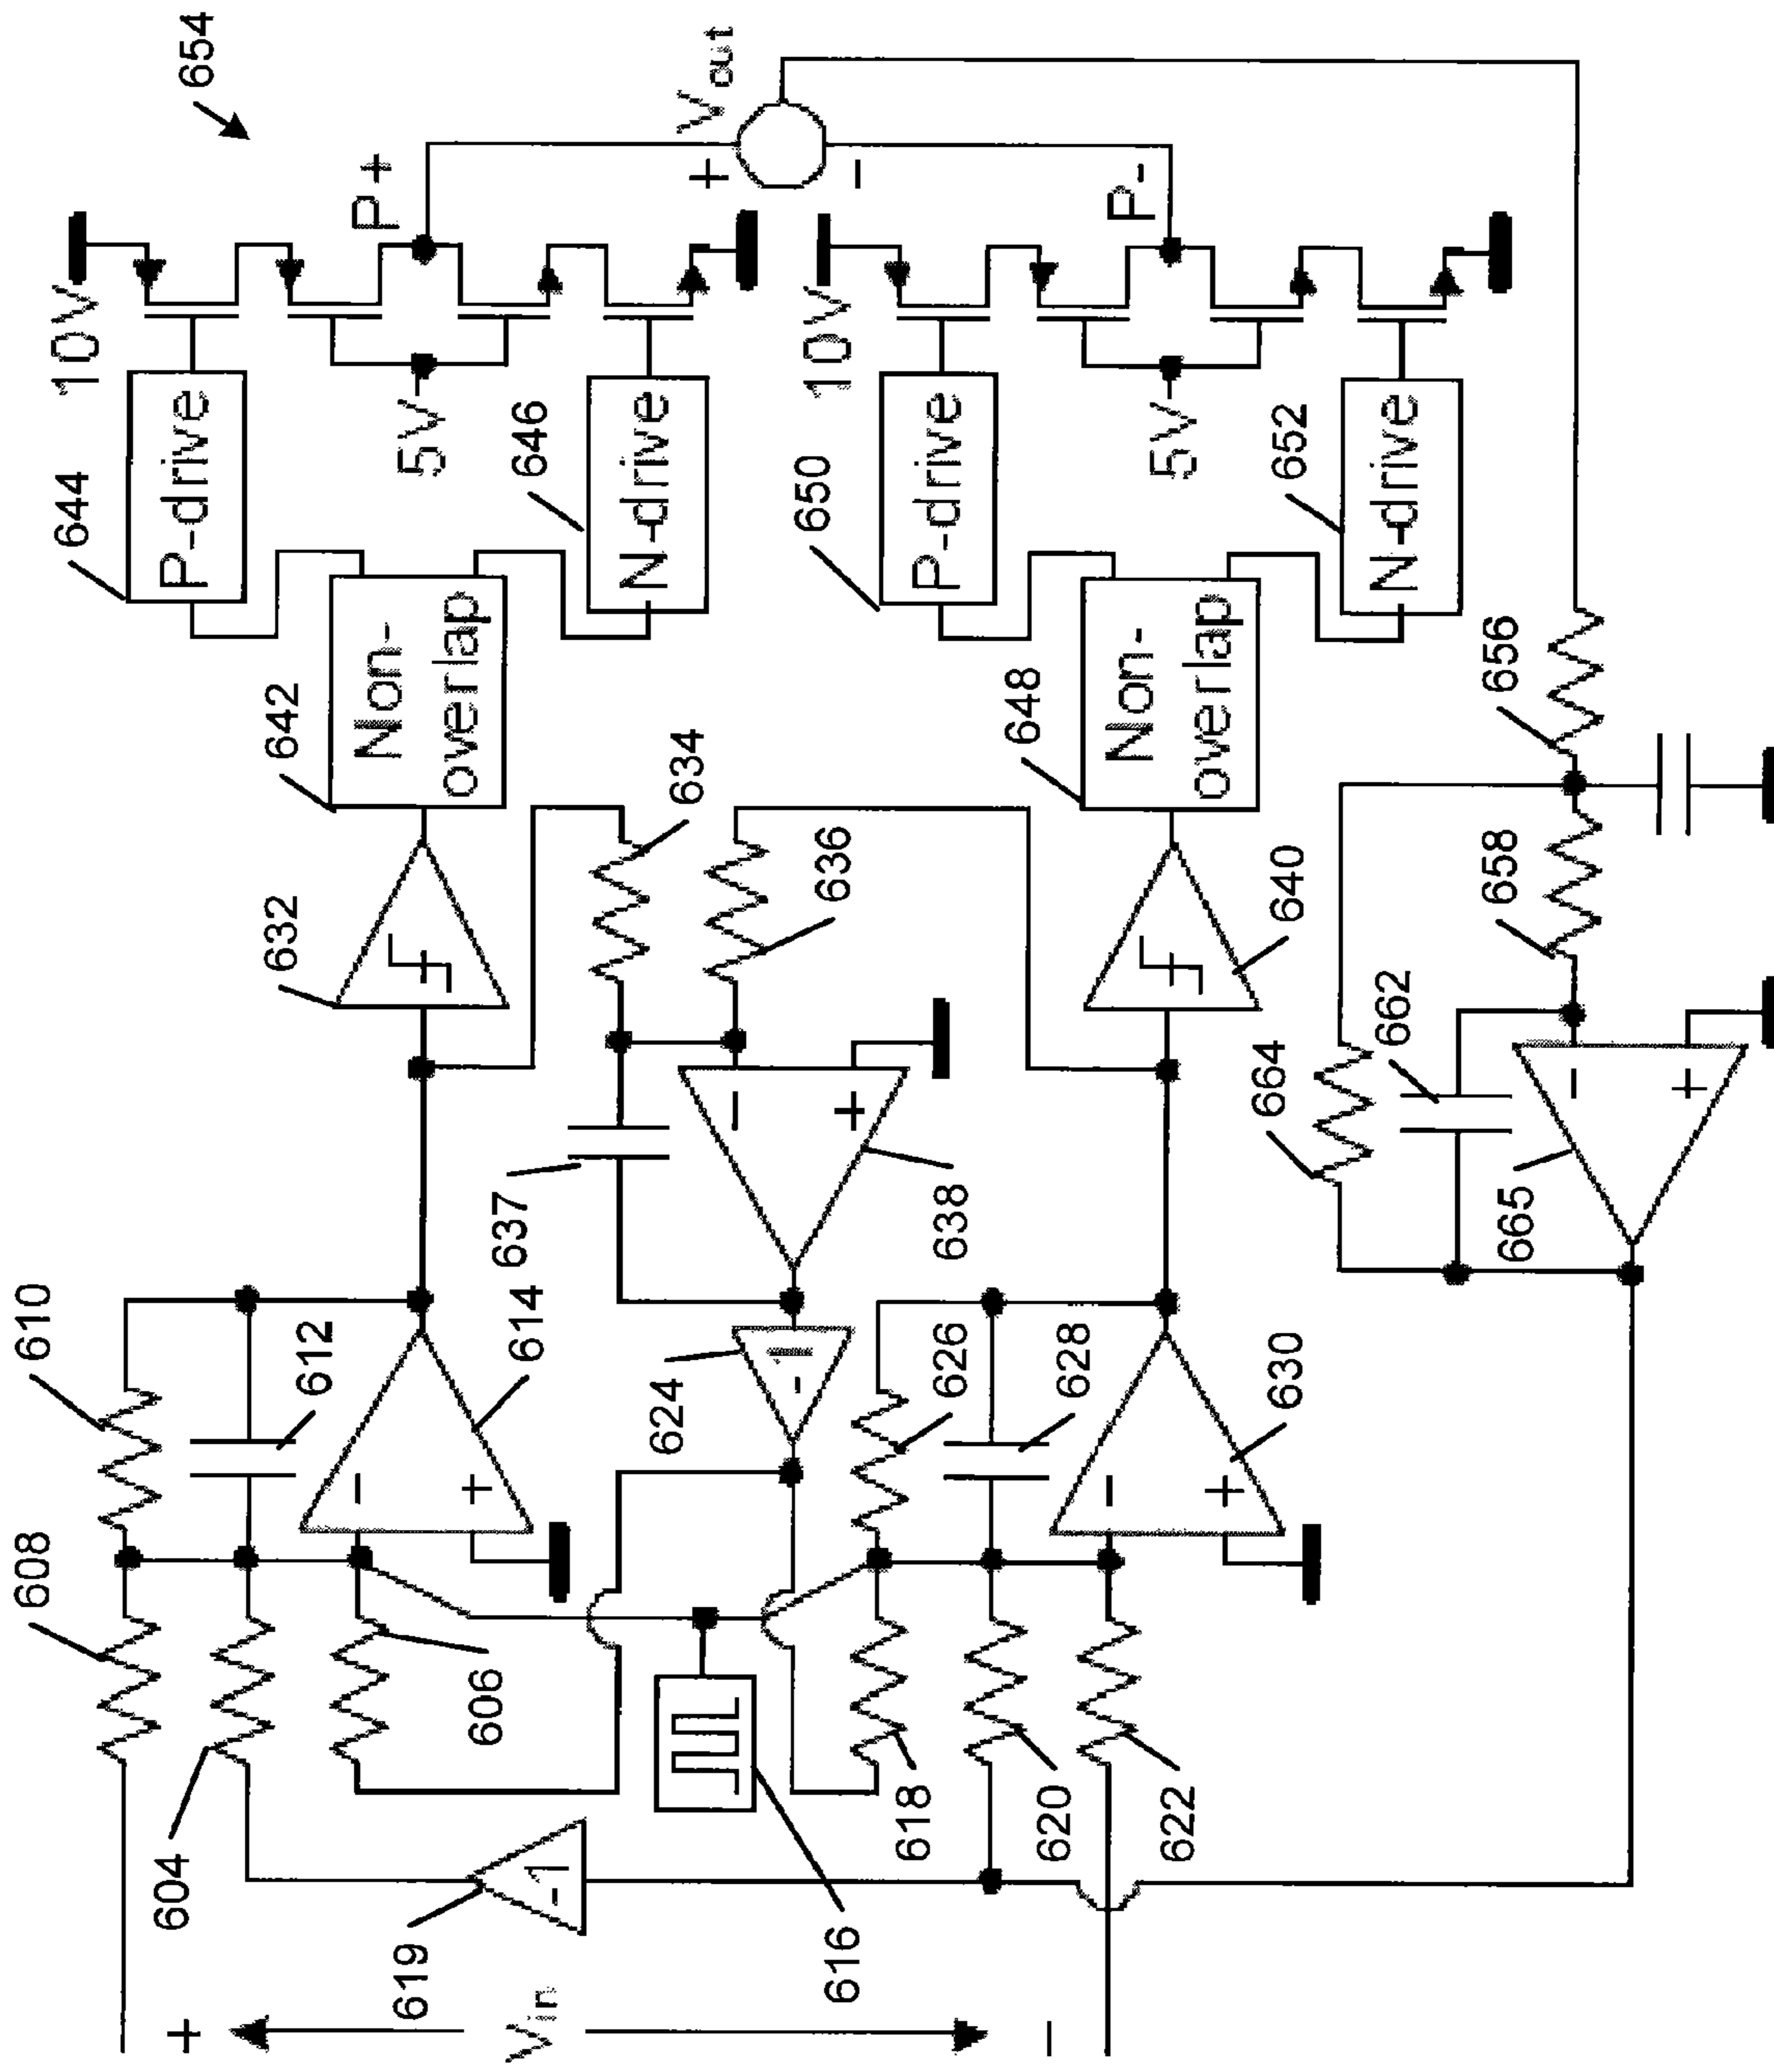 654
V out
+
-
P+
10V
644
P-drive
5V
646
N-drive
642
Non-
overlap
632
634
636
P-
10V
650
P-drive
5V
652
N-drive
648
Non-
overlap
640
656
658
662
664
665
-
+
610
612
614
-
+
637
638
-
+
624
-1
626
628
630
-
+
608
604
606
616
618
620
622
619
-1
+
Vin
-